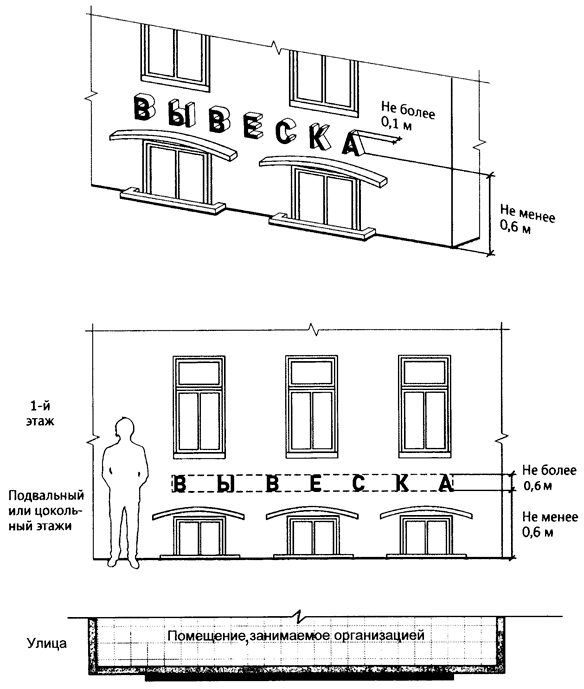 ВЫВЕСКА
Не более
0,1 м
Не менее
0,6 м
1-й
этаж
Подвальный
или цоколь-
ный этажи
ВЫВЕСКА
Не более
0,6 м
Не менее
0,6 м
Улица
Помещение,занимаемое организацией